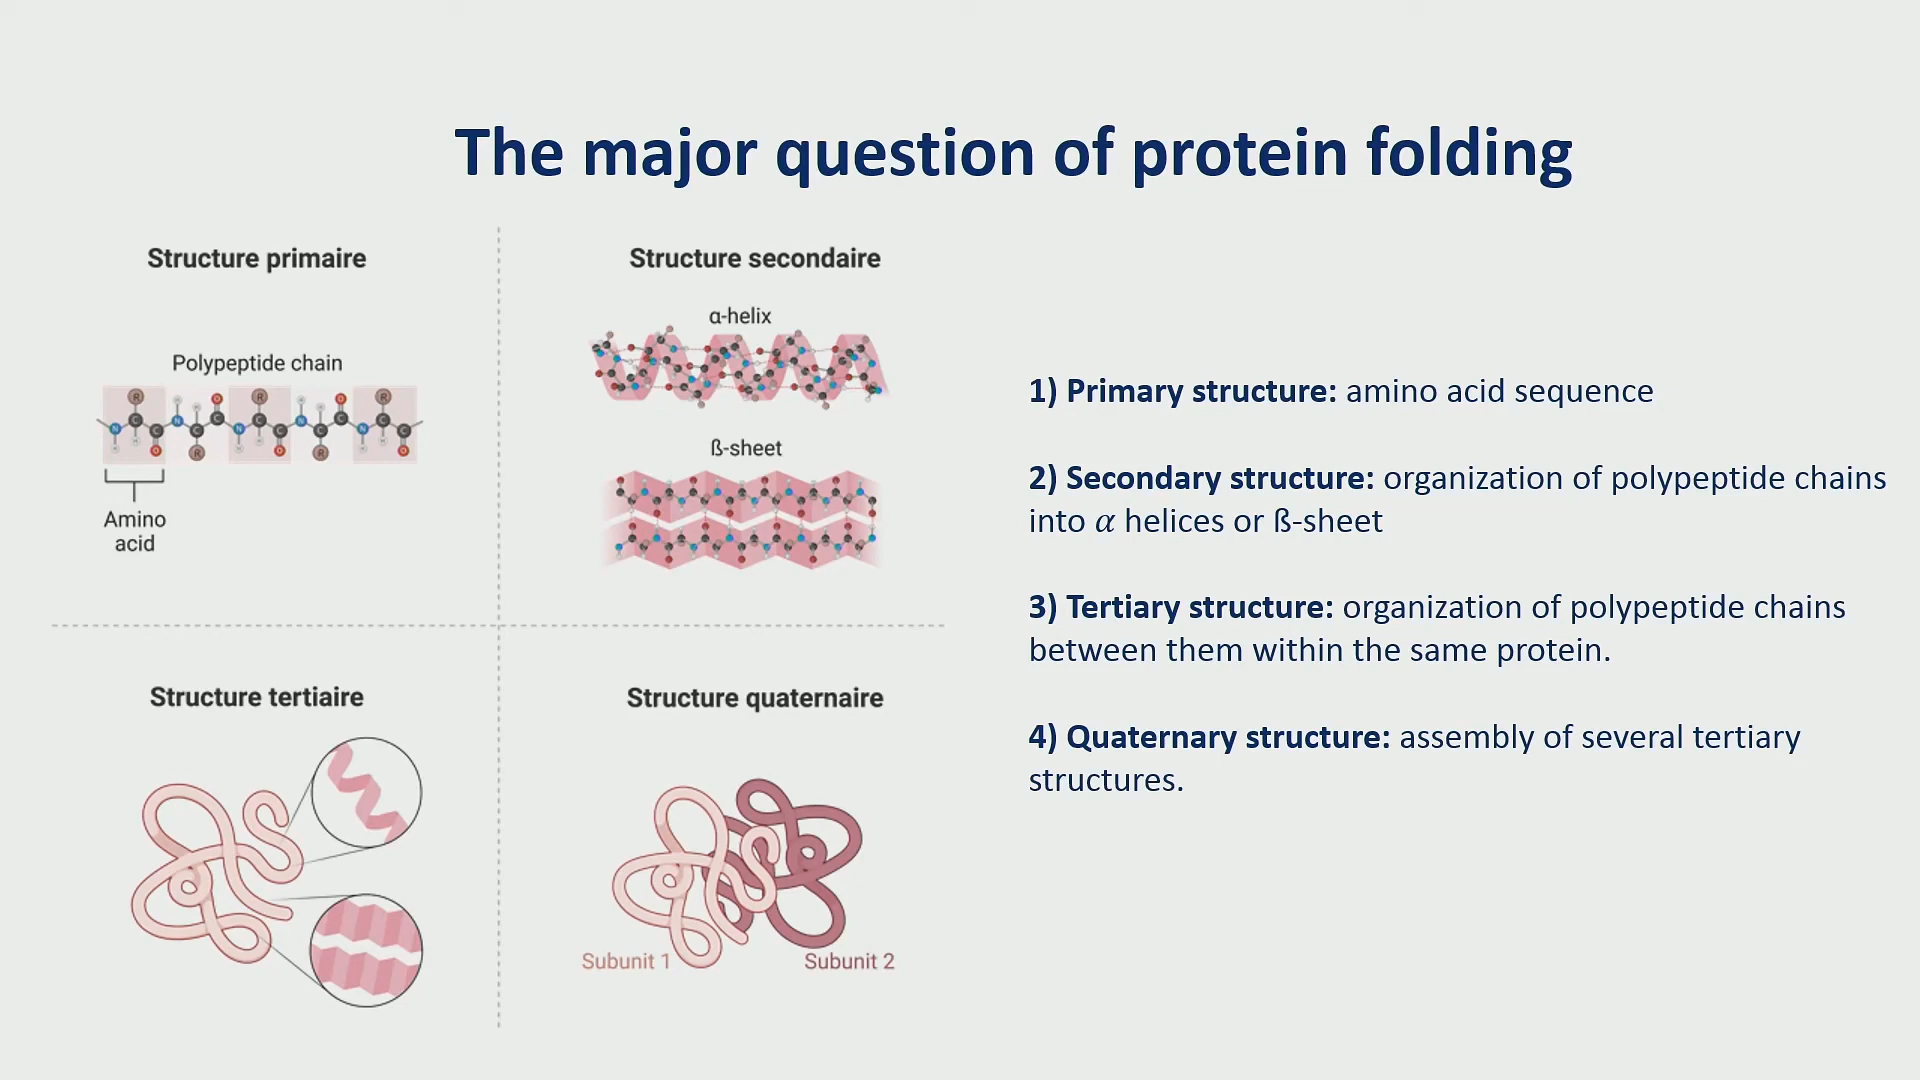 The major question of protein folding
Structure primaire
Polypeptide chain
R
R
R
N
H
C
H
C
O
N
H
C
H
R
C
O
N
H
C
H
C
O
N
H
C
H
R
C
O
N
H
C
H
C
O
Amino
acid
Structure secondaire
α-helix
ß-sheet
Structure tertiaire
Structure quaternaire
Subunit 1
Subunit 2
1) Primary structure: amino acid sequence
2) Secondary structure: organization of polypeptide chains
into α helices or ß-sheet
3) Tertiary structure: organization of polypeptide chains
between them within the same protein.
4) Quaternary structure: assembly of several tertiary
structures.